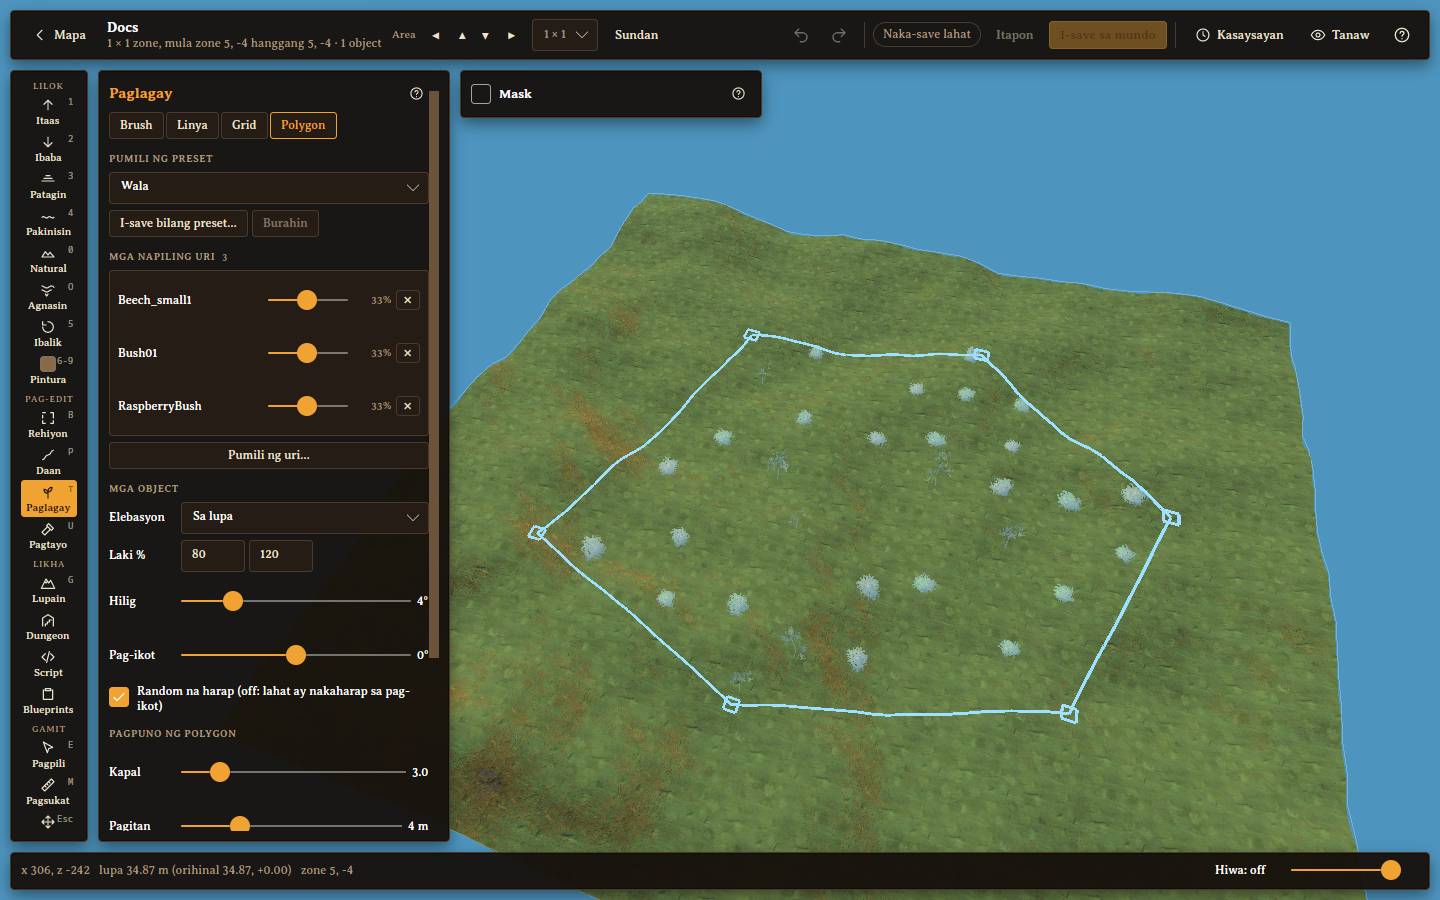 Mapa
Docs
1 × 1 zone, mula zone 5, -4 hanggang 5, -4 · 1 object
Area
1 × 1
Sundan
Naka-save lahat
Itapon
I-save sa mundo
Kasaysayan
Tanaw
LILOK
1
Itaas
2
Ibaba
3
Patagin
4
Pakinisin
0
Natural
O
Agnasin
5
Ibalik
6-9
Pintura
PAG-EDIT
B
Rehiyon
P
Daan
T
Paglagay
U
Pagtayo
LIKHA
G
Lupain
Dungeon
Script
Blueprints
GAMIT
E
Pagpili
M
Pagsukat
Esc
Paglagay
Brush
Linya
Grid
Polygon
PUMILI NG PRESET
Wala
I-save bilang preset...
Burahin
MGA NAPILING URI 3
Beech_small1
33%
Bush01
33%
RaspberryBush
33%
Pumili ng uri...
MGA OBJECT
Elebasyon
Sa lupa
Laki %
80
120
Hilig
4°
Pag-ikot
0°
Random na harap (off: lahat ay nakaharap sa pag-
ikot)
PAGPUNO NG POLYGON
Kapal
3.0
Pagitan
4 m
Mask
x 306, z -242 lupa 34.87 m (orihinal 34.87, +0.00) zone 5, -4
Hiwa: off